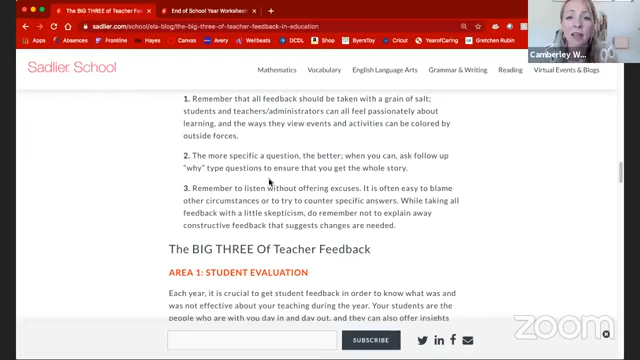 The BIG THREE of Teacher Feedb
End of School Year Worksheet
sadlier.com/school/ela-blog/the-big-three-of-teacher-feedback-in-education
Absences
Frontline
Hayes
Canvas
Av2
Wellbeats
DCDL
Shop
Byers
Toy
Cricut
YearofCaring
Gretchen Rubin
Camberley W...
Sadlier School
Mathematics Vocabulary English Language Arts Grammar & Writing Reading Virtual Events & Blogs
1. Remember that all feedback should be taken with a grain of salt;
students and teachers/administrators can all feel passionately about
learning, and the ways they view events and activities can be colored by
outside forces.
2. The more specific a question, the better; when you can, ask follow up
"why" type questions to ensure that you get the whole story.
3. Remember to listen without offering excuses. It is often easy to blame
other circumstances or to try to counter specific answers. While taking all
feedback with a little skepticism, do remember not to explain away
constructive feedback that suggests changes are needed.
The BIG THREE Of Teacher Feedback
AREA 1: STUDENT EVALUATION
Each year, it is crucial to get student feedback in order to know what was and
was not effective about your teaching during the year. Your students are the
people who are with you day in and day out, and they can also offer insights
SUBSCRIBE
zoom